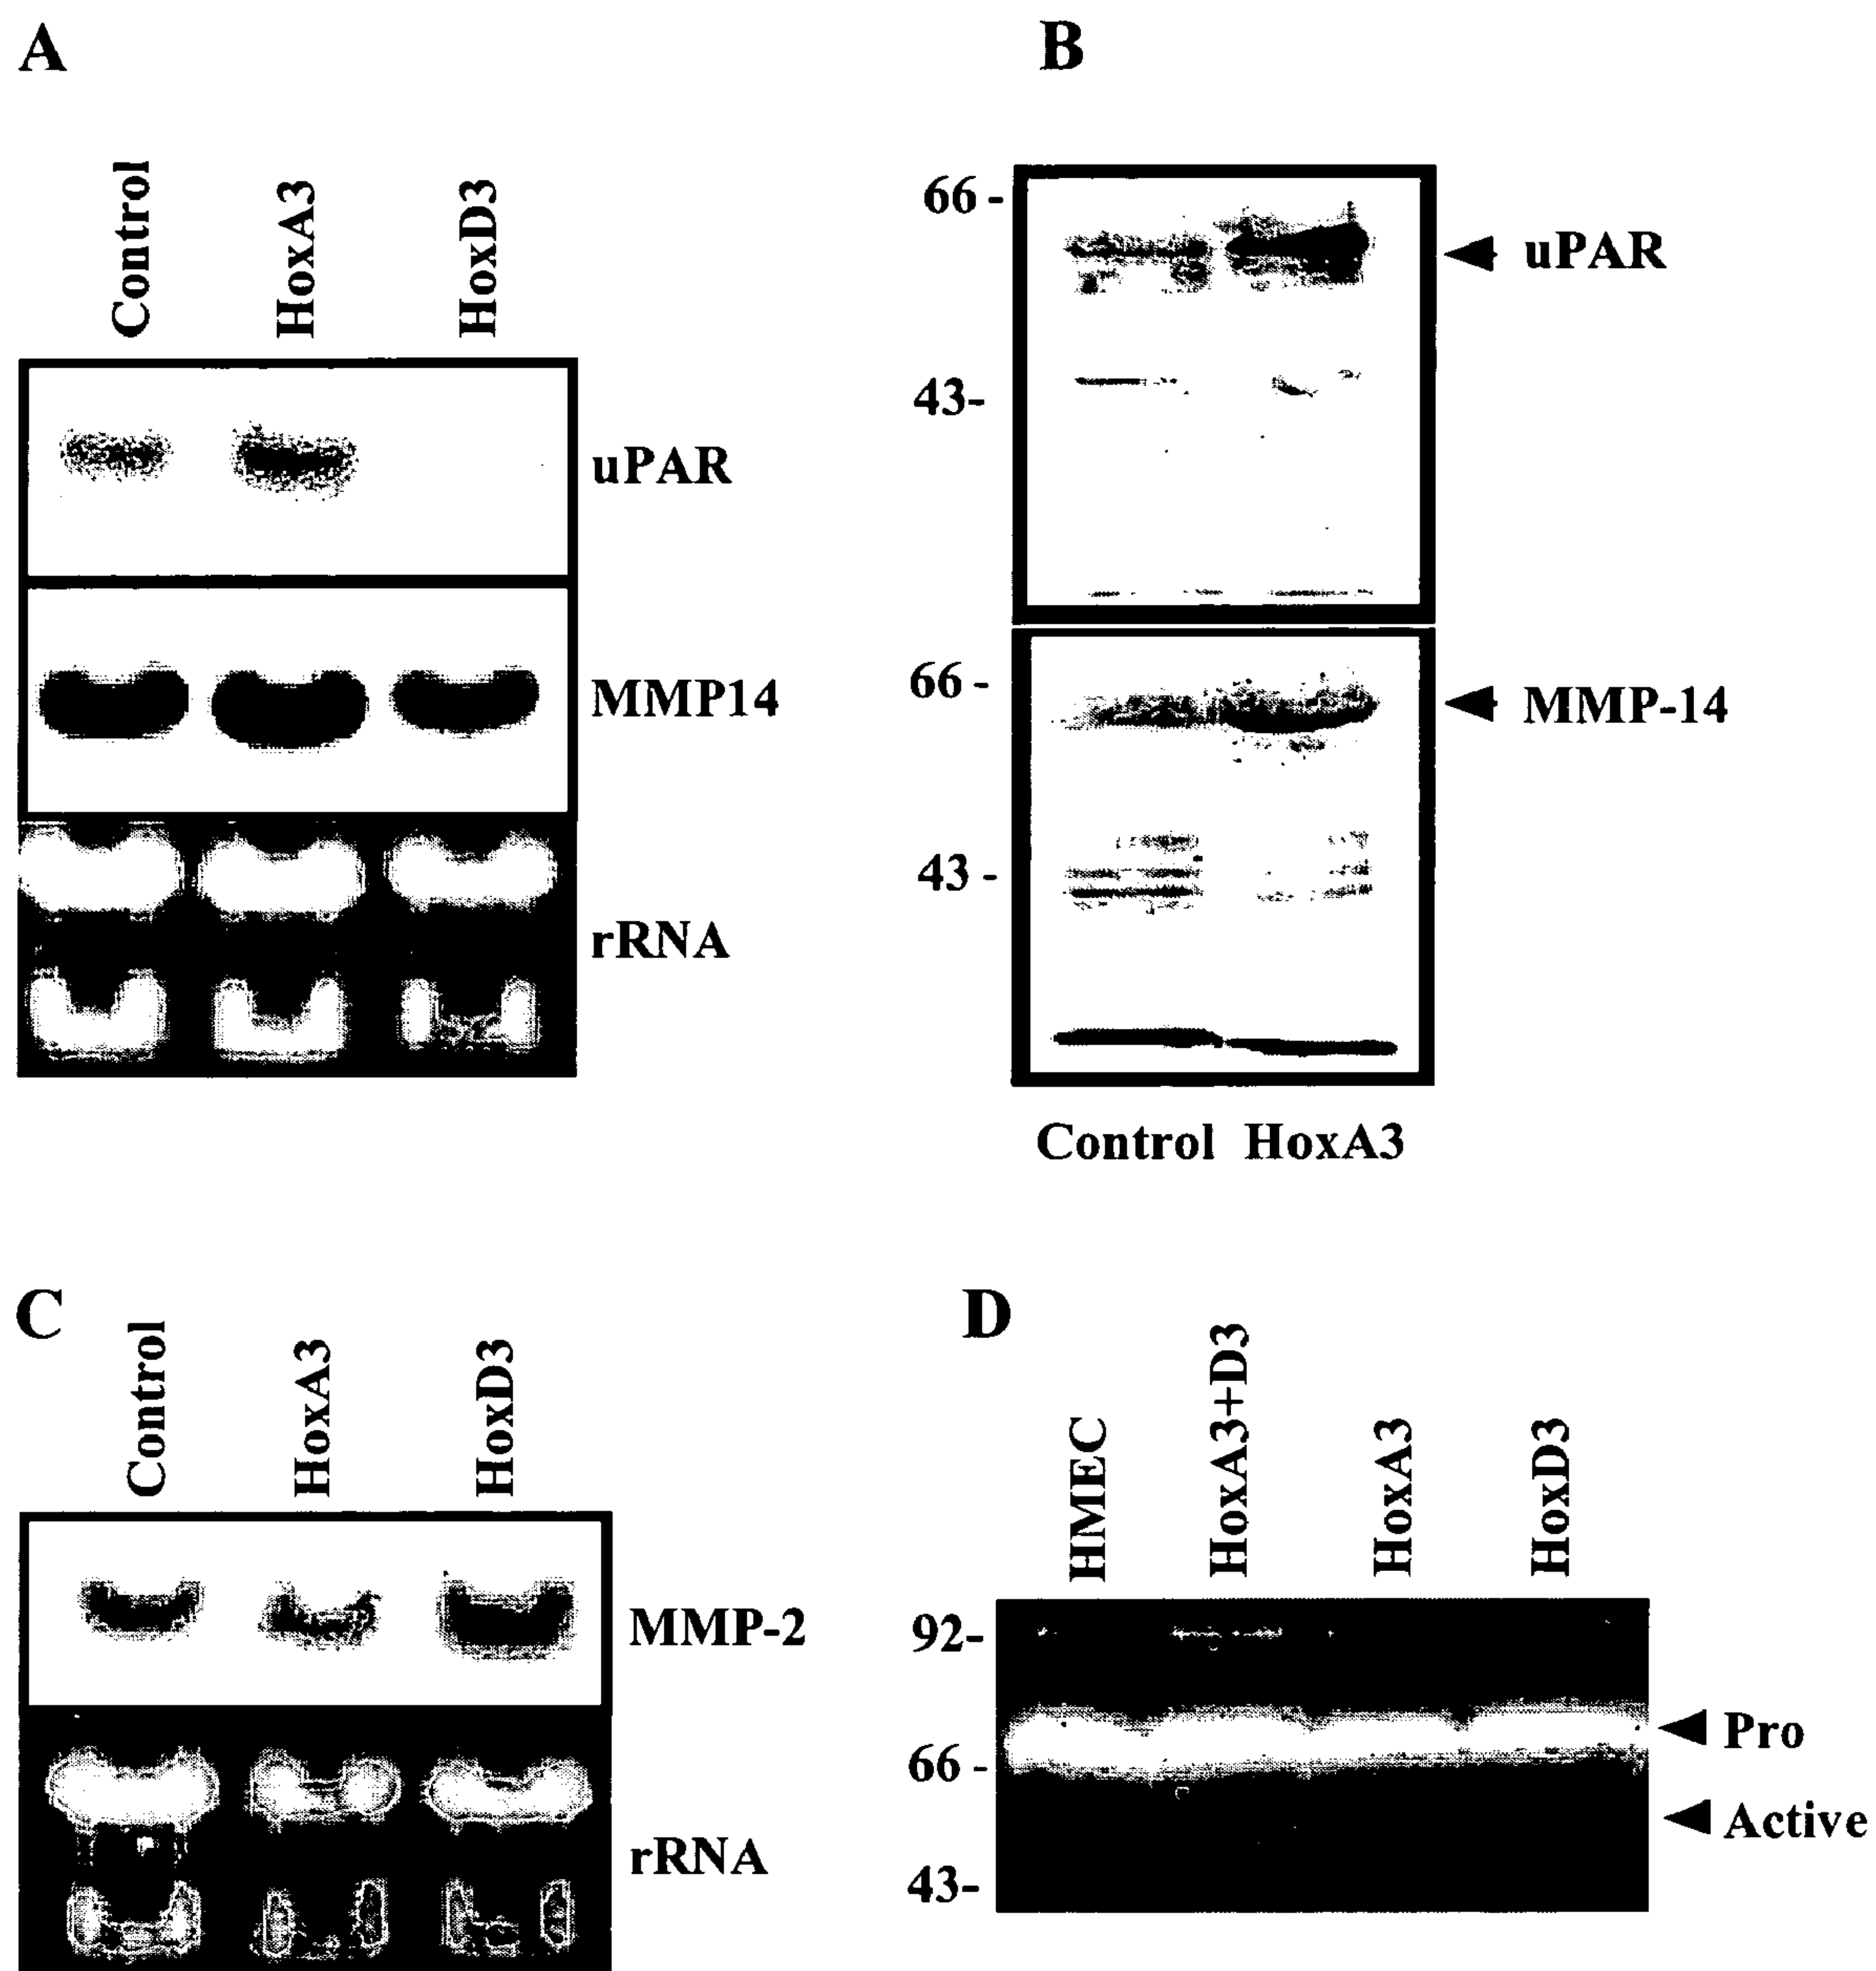 A
Control
HoxA3
HoxD3
uPAR
MMP14
rRNA
B
66 -
uPAR
43-
66 -
MMP-14
43 -
Control HoxA3
C
Control
HoxA3
HoxD3
MMP-2
rRNA
D
HMEC
HoxA3+D3
HoxA3
HoxD3
92-
Pro
66 -
Active
43-